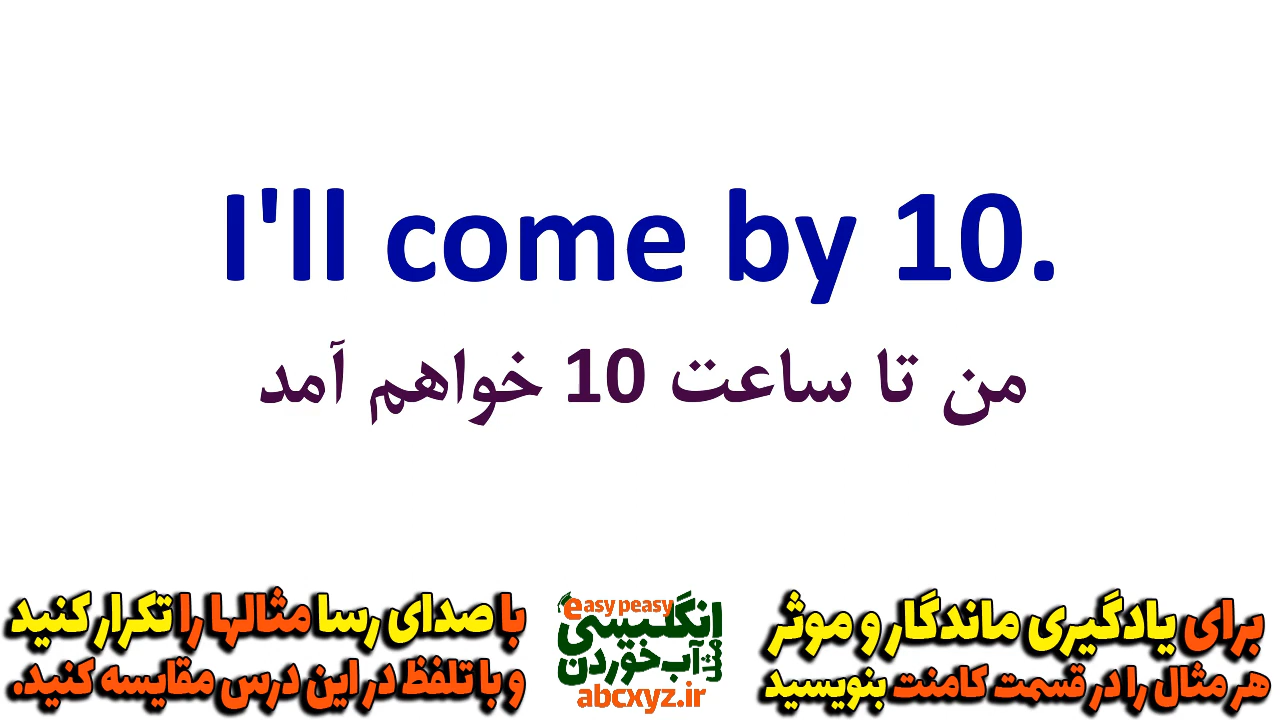 I'll come by 10.
من تا ساعت 10 خواهم آمد
برای یادگیری ماندگار و موثر
هر مثال را در قسمت کامنت بنویسید
easy peasy
انگلیسی
مثل آب خوردن
abcxyz.ir
با صدای رسا مثالها را تکرار کنید
و با تلفظ در این درس مقایسه کنید.